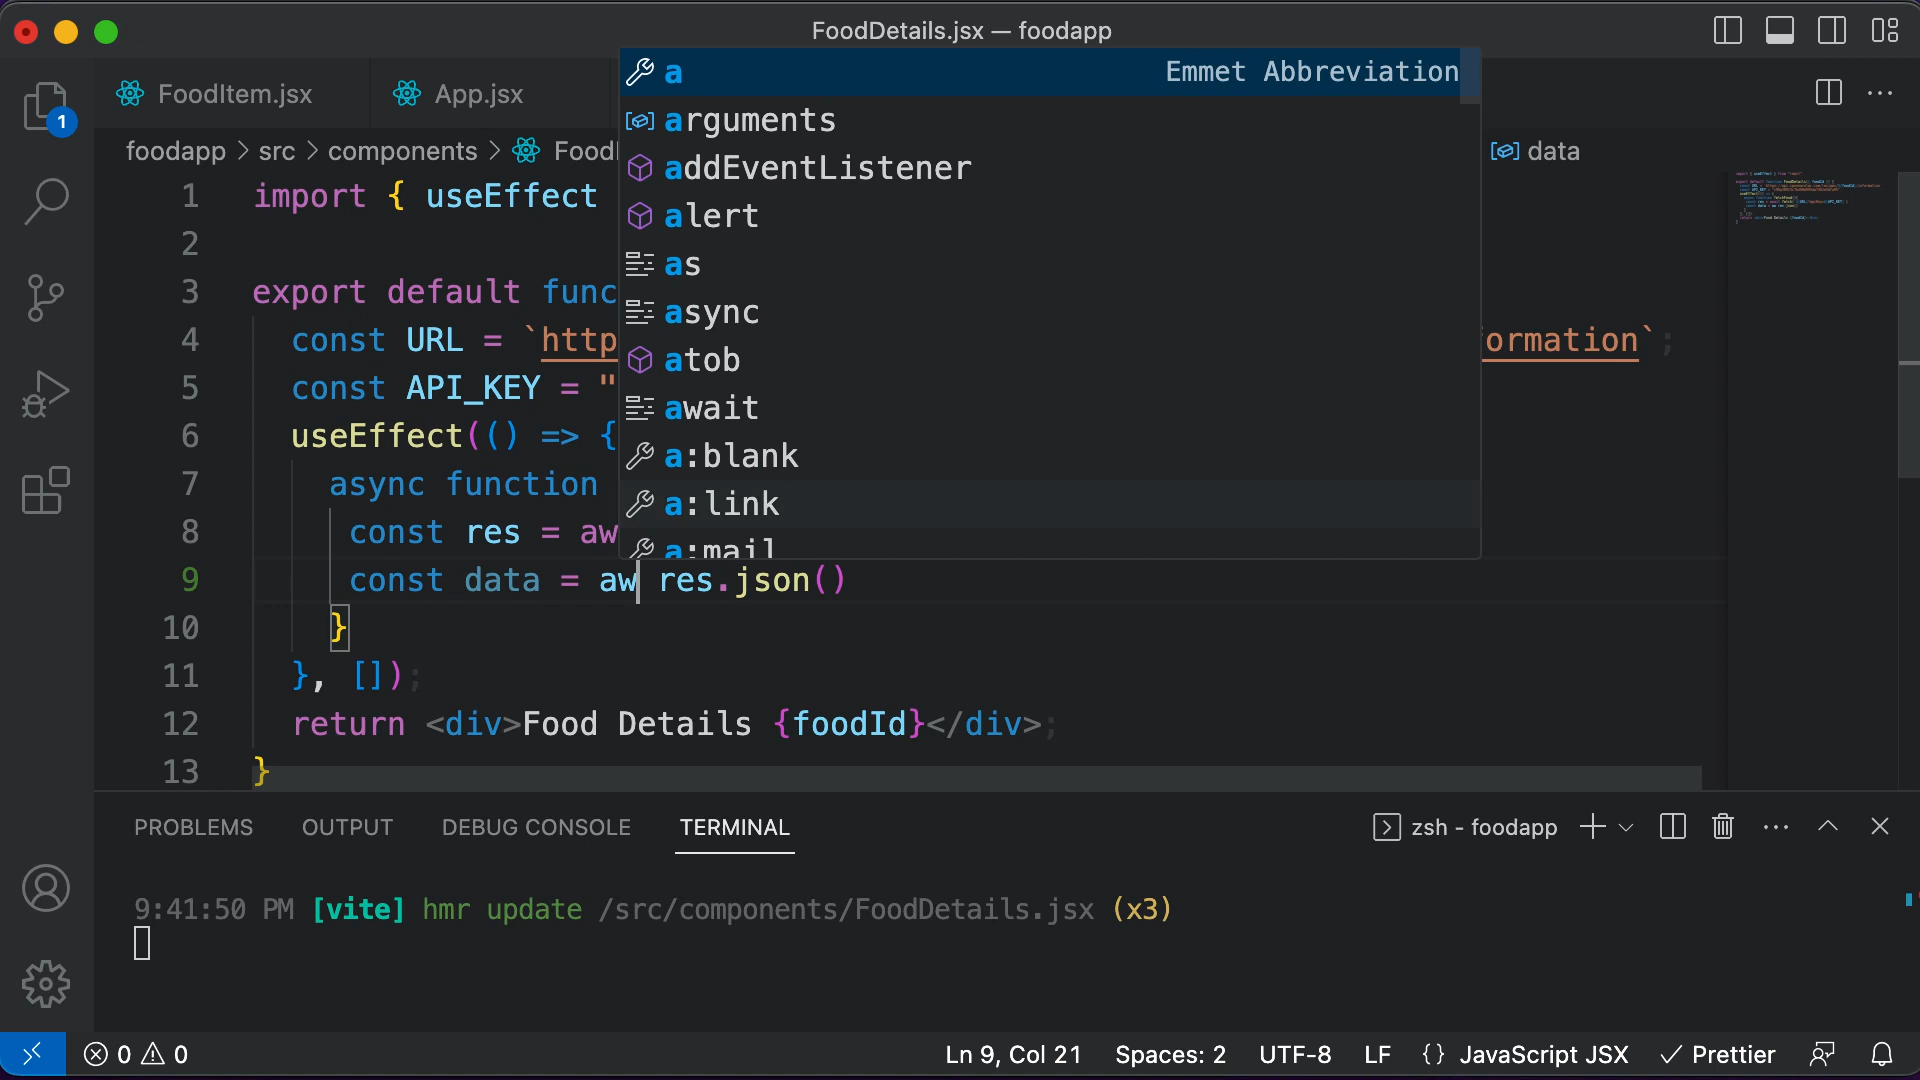 FoodDetails.jsx — foodapp
1
FoodItem.jsx
App.jsx
foodapp > src > components > Food
data
a Emmet Abbreviation
arguments
addEventListener
alert
as
async
atob
await
a:blank
a:link
a:mail
1 import { useEffect
2
3 export default func
4 const URL = `http ormation`;
5 const API_KEY = "
6 useEffect(() => {
7 async function
8 const res = aw
9 const data = aw res.json()
10 }
11 }, []);
12 return <div>Food Details {foodId}</div>;
13 }
PROBLEMS OUTPUT DEBUG CONSOLE TERMINAL
zsh - foodapp
9:41:50 PM [vite] hmr update /src/components/FoodDetails.jsx (x3)
0 0
Ln 9, Col 21 Spaces: 2 UTF-8 LF {} JavaScript JSX Prettier